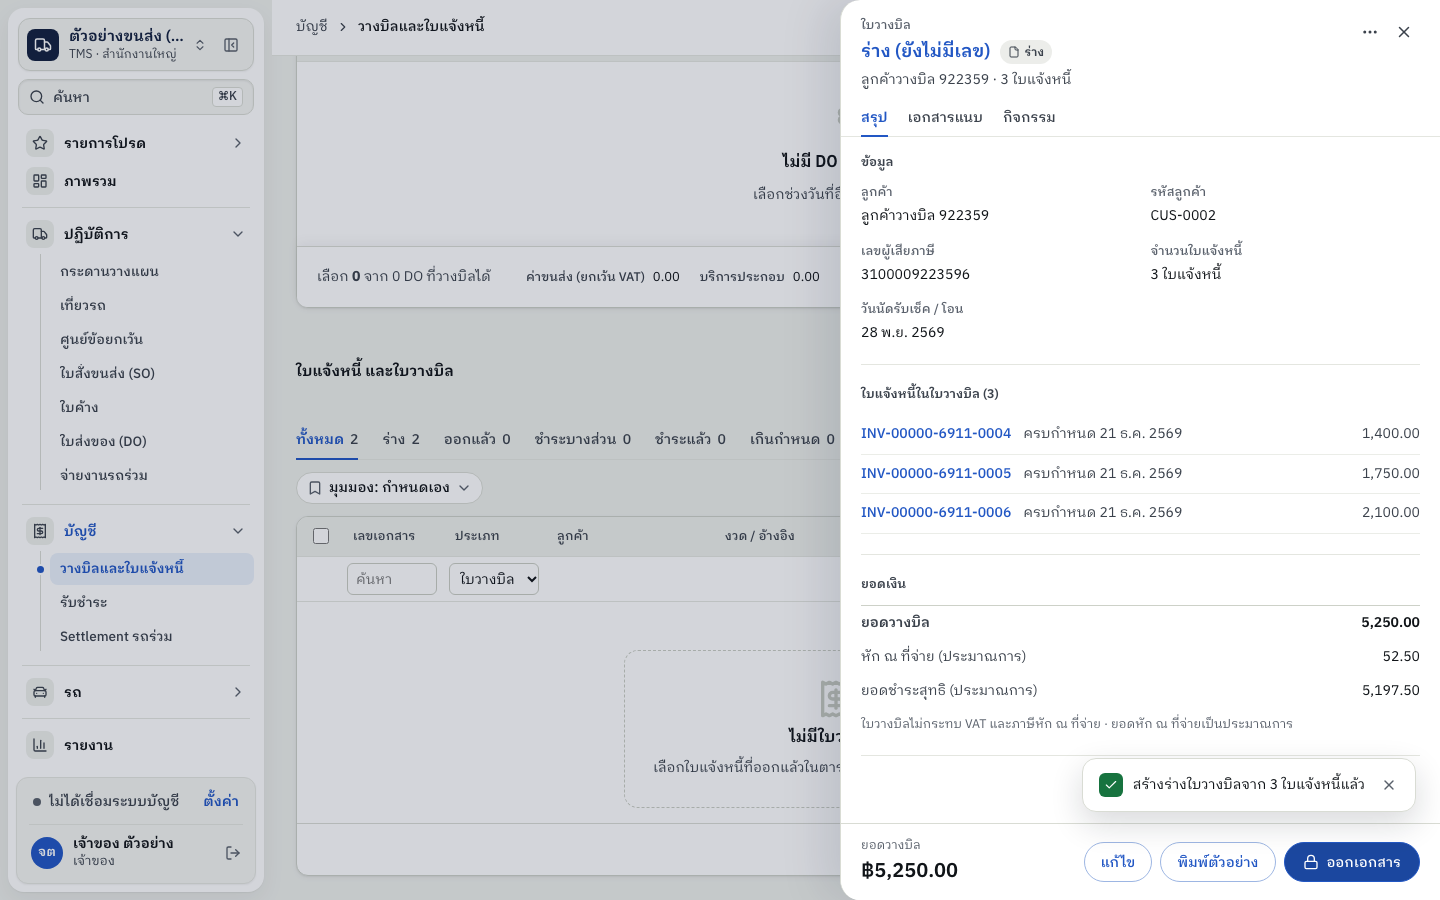 ตัวอย่างขนส่ง (...
TMS · สำนักงานใหญ่
ค้นหา
⌘K
รายการโปรด
ภาพรวม
ปฏิบัติการ
กระดานวางแผน
เที่ยวรถ
ศูนย์ข้อยกเว้น
ใบสั่งขนส่ง (SO)
ใบค้าง
ใบส่งของ (DO)
จ่ายงานรถร่วม
บัญชี
วางบิลและใบแจ้งหนี้
รับชำระ
Settlement รถร่วม
รถ
รายงาน
ไม่ได้เชื่อมระบบบัญชี ตั้งค่า
จต
เจ้าของ ตัวอย่าง
เจ้าของ
บัญชี > วางบิลและใบแจ้งหนี้
ไม่มี DO
เลือกช่วงวันที่
เลือก 0 จาก 0 DO ที่วางบิลได้ ค่าขนส่ง (ยกเว้น VAT) 0.00 บริการประกอบ 0.00
ใบแจ้งหนี้ และใบวางบิล
ทั้งหมด 2 ร่าง 2 ออกแล้ว 0 ชำระบางส่วน 0 ชำระแล้ว 0 เกินกำหนด 0
มุมมอง: กำหนดเอง
เลขเอกสาร ประเภท ลูกค้า งวด / อ้างอิง
ค้นหา ใบวางบิล
ไม่มีใบว
เลือกใบแจ้งหนี้ที่ออกแล้วในตาร
ใบวางบิล
ร่าง (ยังไม่มีเลข) ร่าง
ลูกค้าวางบิล 922359 · 3 ใบแจ้งหนี้
สรุป เอกสารแนบ กิจกรรม
ข้อมูล
ลูกค้า รหัสลูกค้า
ลูกค้าวางบิล 922359 CUS-0002
เลขผู้เสียภาษี จำนวนใบแจ้งหนี้
3100009223596 3 ใบแจ้งหนี้
วันนัดรับเช็ค / โอน
28 พ.ย. 2569
ใบแจ้งหนี้ในใบวางบิล (3)
INV-00000-6911-0004 ครบกำหนด 21 ธ.ค. 2569 1,400.00
INV-00000-6911-0005 ครบกำหนด 21 ธ.ค. 2569 1,750.00
INV-00000-6911-0006 ครบกำหนด 21 ธ.ค. 2569 2,100.00
ยอดเงิน
ยอดวางบิล 5,250.00
หัก ณ ที่จ่าย (ประมาณการ) 52.50
ยอดชำระสุทธิ (ประมาณการ) 5,197.50
ใบวางบิลไม่กระทบ VAT และภาษีหัก ณ ที่จ่าย · ยอดหัก ณ ที่จ่ายเป็นประมาณการ
สร้างร่างใบวางบิลจาก 3 ใบแจ้งหนี้แล้ว
ยอดวางบิล
฿5,250.00
แก้ไข พิมพ์ตัวอย่าง ออกเอกสาร